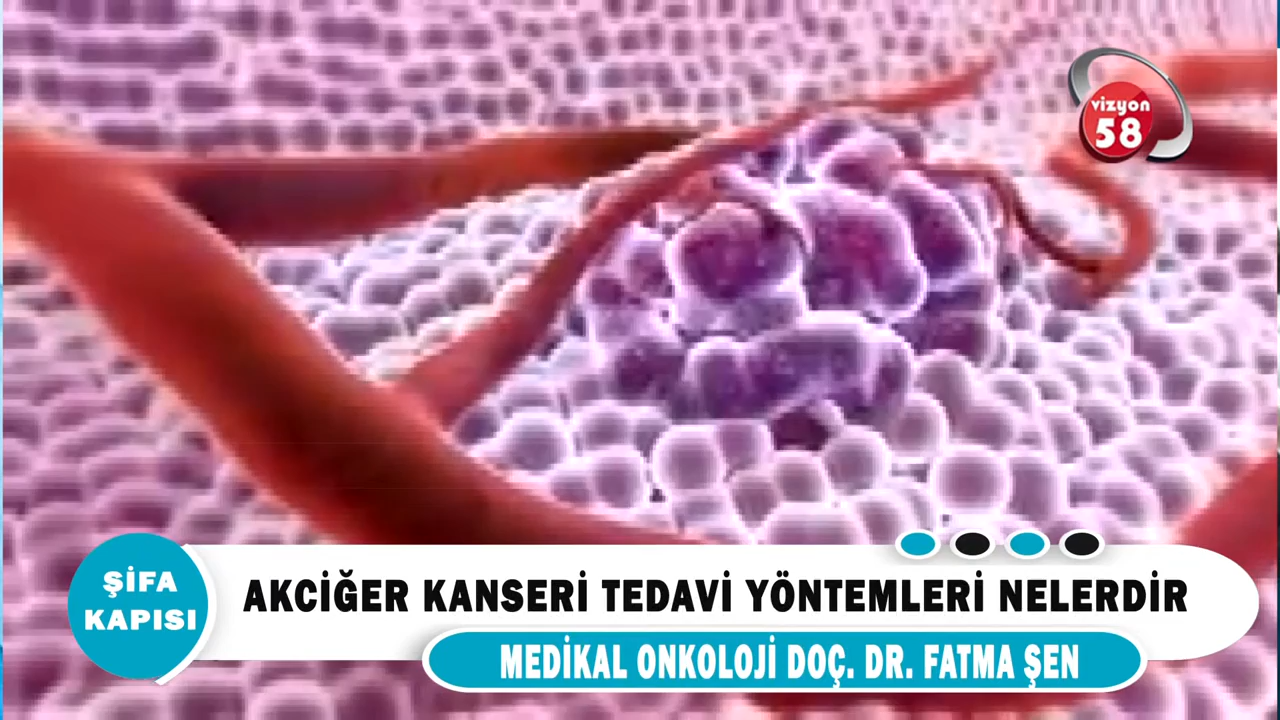 vizyon
58
ŞİFA
KAPISI
AKCİĞER KANSERİ TEDAVİ YÖNTEMLERİ NELERDİR
MEDİKAL ONKOLOJİ DOÇ. DR. FATMA ŞEN